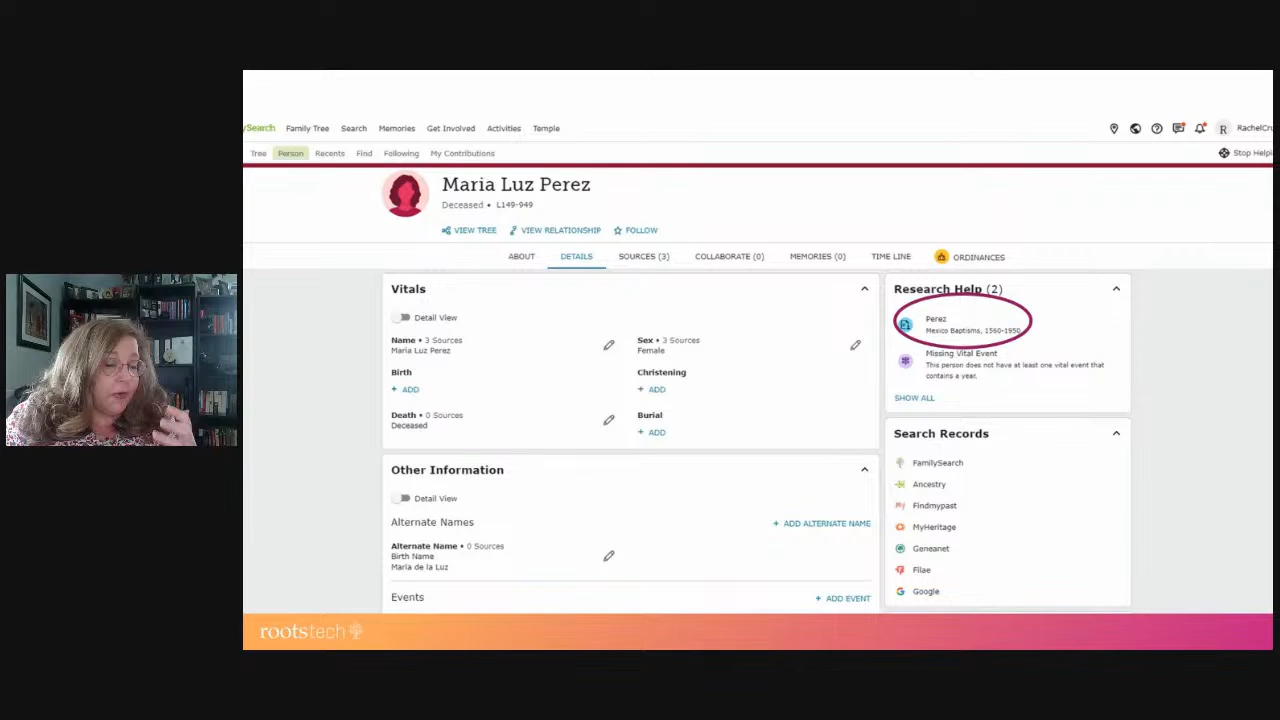 ySearch Family Tree Search Memories Get Involved Activities Temple R RachelCru
Tree Person Recents Find Following My Contributions Stop Helpi
Maria Luz Perez
Deceased • L149-949
VIEW TREE VIEW RELATIONSHIP FOLLOW
ABOUT DETAILS SOURCES (3) COLLABORATE (0) MEMORIES (0) TIME LINE ORDINANCES
Vitals
Detail View
Name • 3 Sources
Maria Luz Perez
Sex • 3 Sources
Female
Birth
+ ADD
Christening
+ ADD
Death • 0 Sources
Deceased
Burial
+ ADD
Other Information
Detail View
Alternate Names
+ ADD ALTERNATE NAME
Alternate Name • 0 Sources
Birth Name
Maria de la Luz
Events
+ ADD EVENT
Research Help (2)
Perez
Mexico Baptisms, 1560-1950
Missing Vital Event
This person does not have at least one vital event that
contains a year.
SHOW ALL
Search Records
FamilySearch
Ancestry
My Findmypast
MyHeritage
Geneanet
Filae
G Google
rootstech